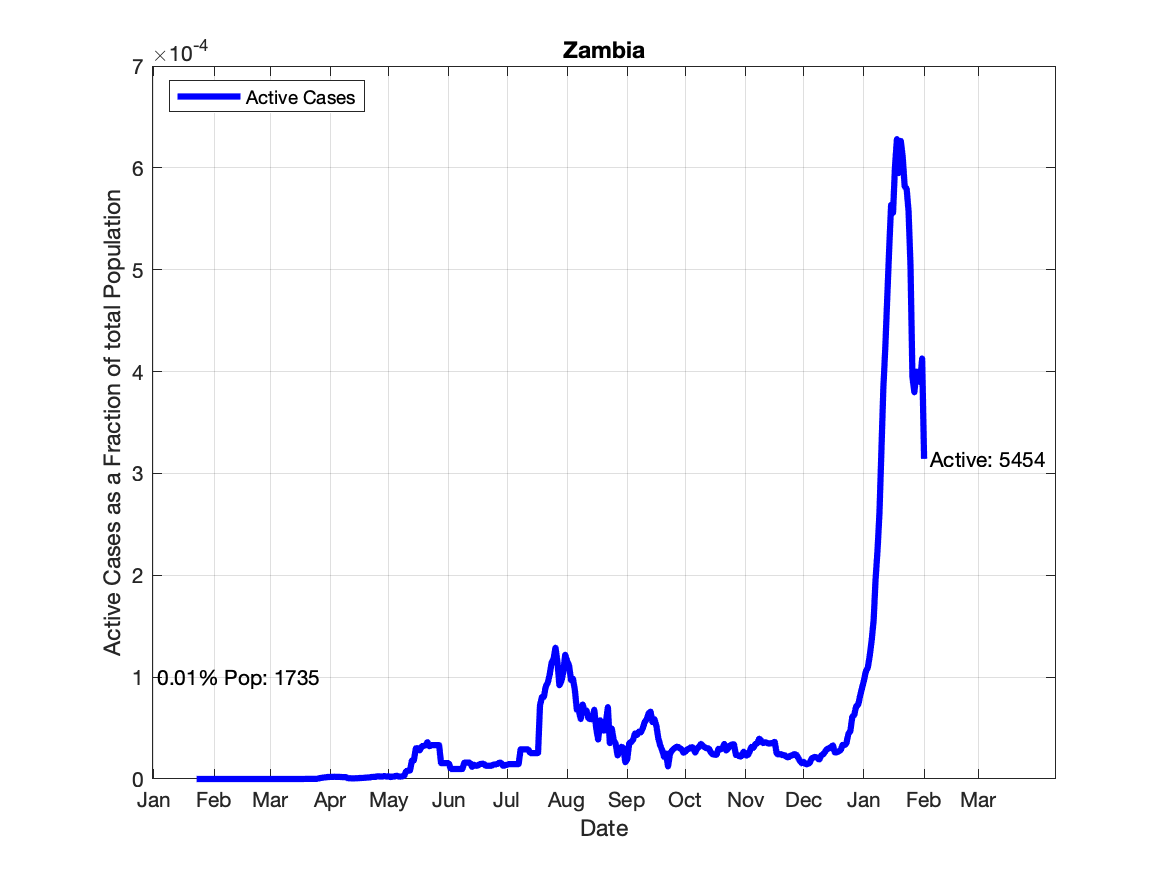 Zambia
×10^-4
7
Active Cases
6
5
4
3
2
1
0
Active Cases as a Fraction of total Population
0.01% Pop: 1735
Active: 5454
Jan Feb Mar Apr May Jun Jul Aug Sep Oct Nov Dec Jan Feb Mar
Date